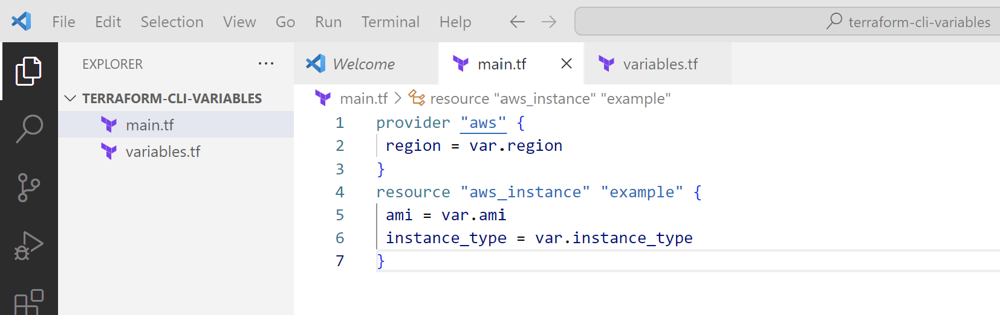 File Edit Selection View Go Run Terminal Help terraform-cli-variables
EXPLORER ···
Welcome main.tf variables.tf
TERRAFORM-CLI-VARIABLES
main.tf
variables.tf
main.tf > resource "aws_instance" "example"
1 provider "aws" {
2 region = var.region
3 }
4 resource "aws_instance" "example" {
5 ami = var.ami
6 instance_type = var.instance_type
7 }